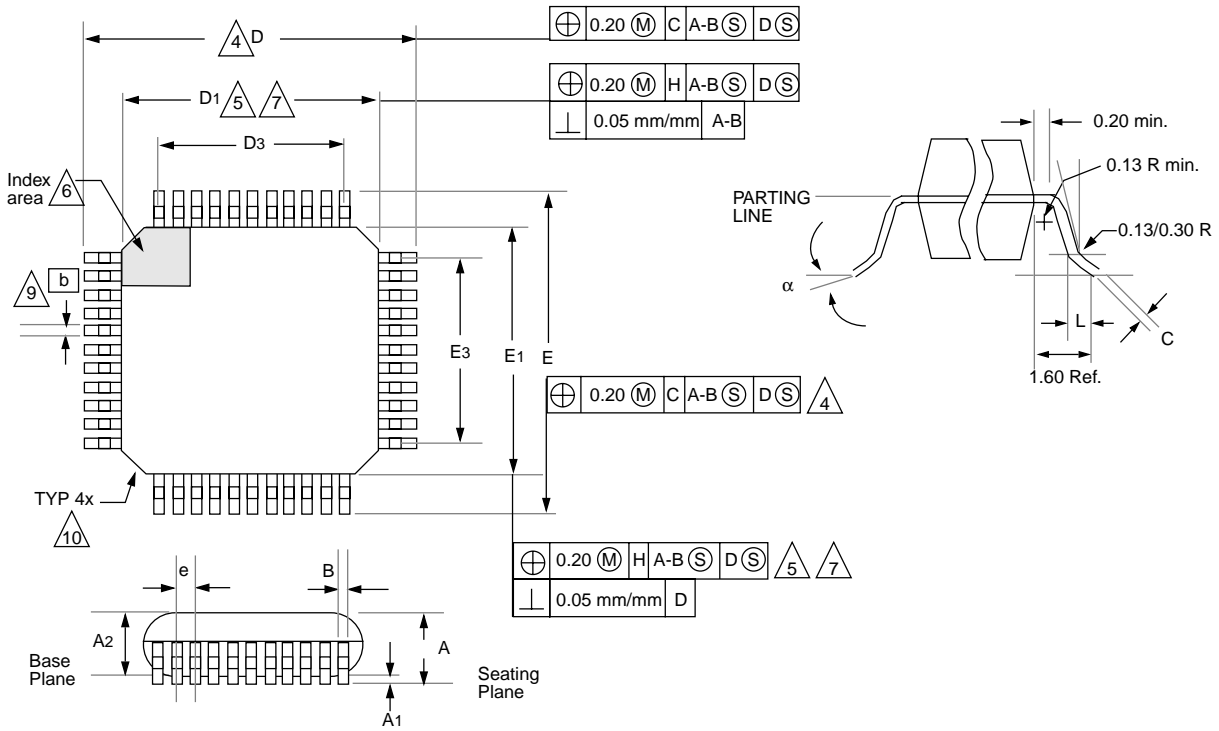 ⌖ 0.20 Ⓜ C A-B Ⓢ D Ⓢ
4 D
⌖ 0.20 Ⓜ H A-B Ⓢ D Ⓢ
⊥ 0.05 mm/mm A-B
D1 5 7
D3
0.20 min.
0.13 R min.
Index
area 6
PARTING
LINE
0.13/0.30 R
b
9
α
E3
E1
E
L
C
1.60 Ref.
⌖ 0.20 Ⓜ C A-B Ⓢ D Ⓢ 4
TYP 4x
10
⌖ 0.20 Ⓜ H A-B Ⓢ D Ⓢ 5 7
⊥ 0.05 mm/mm D
e
B
A2
A
Base
Plane
Seating
Plane
A1